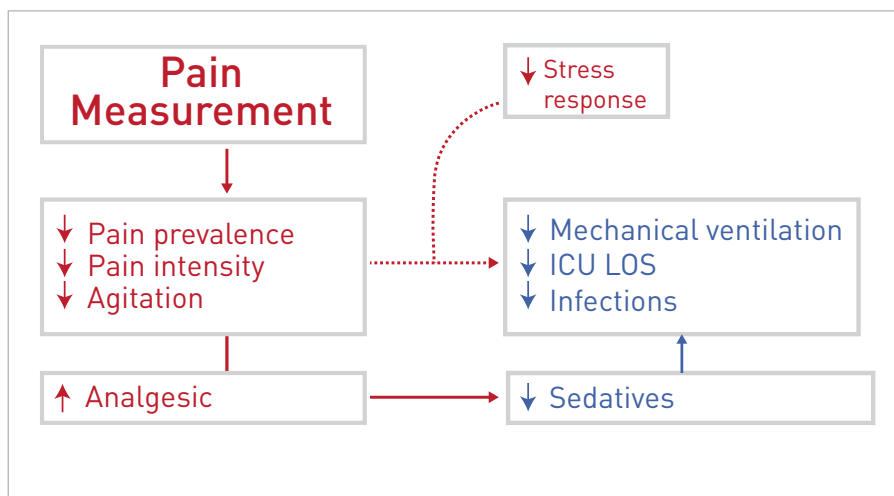 Pain
Measurement
Stress
response
Pain prevalence
Pain intensity
Agitation
Mechanical ventilation
ICU LOS
Infections
Analgesic
Sedatives